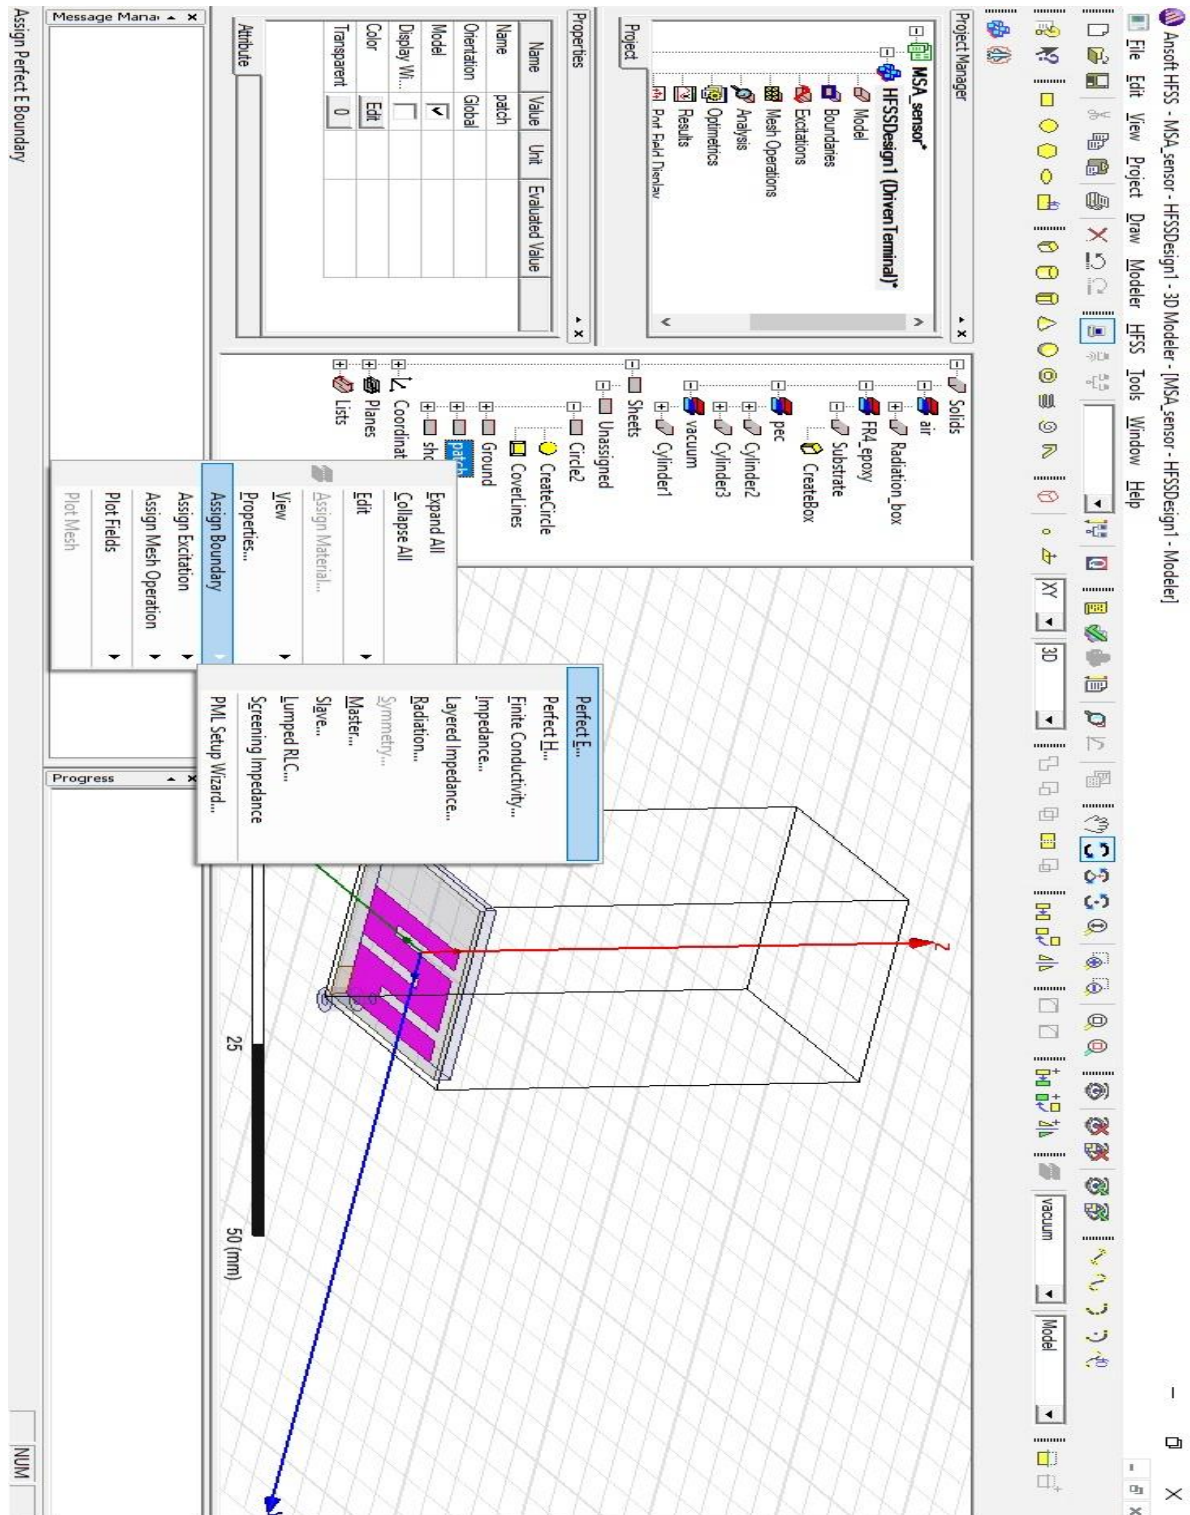 Ansoft HFSS - MSA_sensor - HFSSDesign1 - 3D Modeler - [MSA_sensor - HFSSDesign1 - Modeler]
File Edit View Project Draw Modeler HFSS Tools Window Help
XY
3D
vacuum
Model
Project Manager
MSA_sensor*
HFSSDesign1 (DrivenTerminal)*
Model
Boundaries
Excitations
Mesh Operations
Analysis
Optimetrics
Results
Port Field Display
Project
Properties
Name Value Unit Evaluated Value
Name patch
Orientation Global
Model
Display Wi...
Color Edit
Transparent 0
Attribute
Solids
air
Radiation_box
FR4_epoxy
Substrate
CreateBox
pec
Cylinder2
Cylinder3
vacuum
Cylinder1
Sheets
Unassigned
Circle2
CreateCircle
CoverLines
Ground
patch
Coordinat
Planes
Lists
Expand All
Collapse All
Edit
Assign Material...
View
Properties...
Assign Boundary
Assign Excitation
Assign Mesh Operation
Plot Fields
Plot Mesh
Perfect E...
Perfect H...
Finite Conductivity...
Impedance...
Layered Impedance...
Radiation...
Symmetry...
Master...
Slave...
Lumped RLC...
Screening Impedance
PML Setup Wizard...
Z
25
50 (mm)
Message Mana
Progress
Assign Perfect E Boundary
NUM